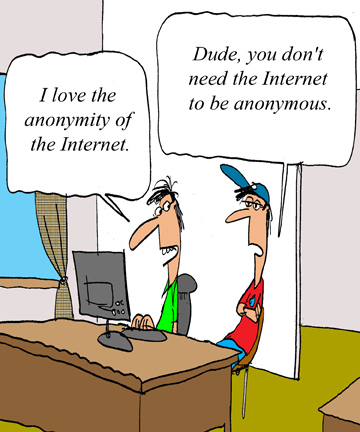 I love the
anonymity of
the Internet.
Dude, you don't
need the Internet
to be anonymous.